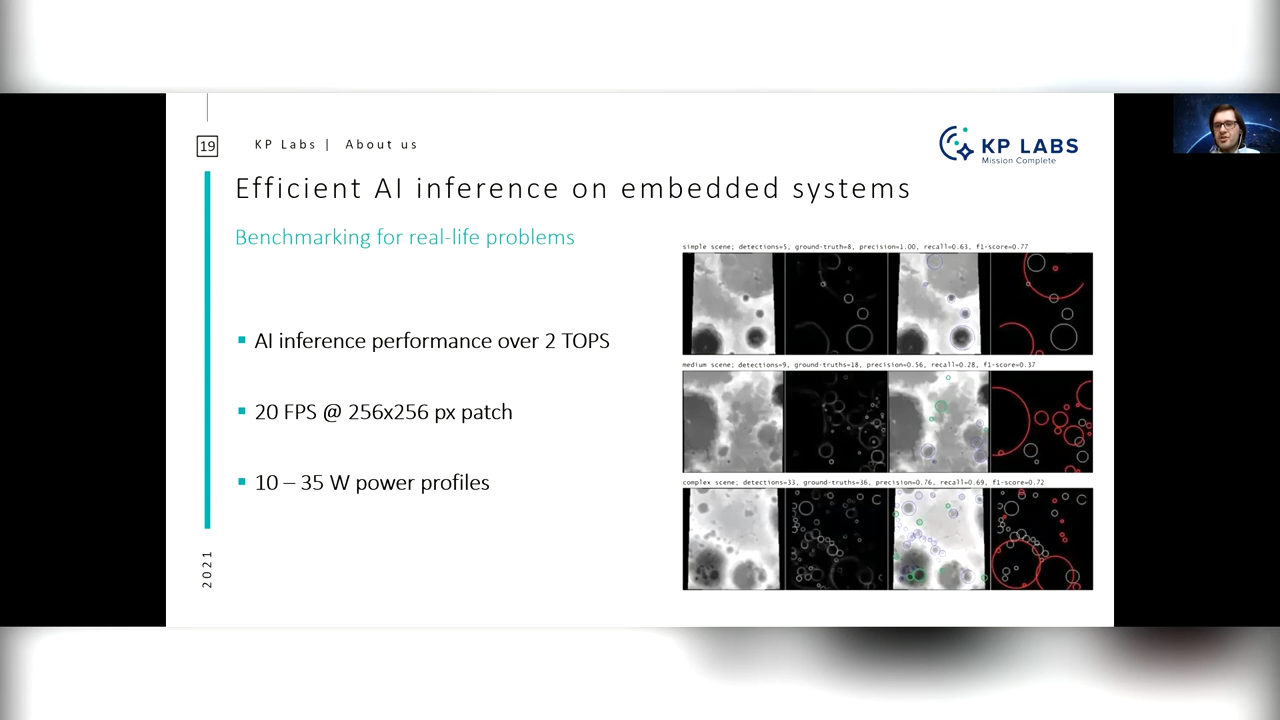 19
KP Labs | About us
KP LABS
Mission Complete
Efficient AI inference on embedded systems
Benchmarking for real-life problems
▪ AI inference performance over 2 TOPS
▪ 20 FPS @ 256x256 px patch
▪ 10 – 35 W power profiles
2021
simple scene; detections=5, ground-truth=8, precision=1.00, recall=0.63, f1-score=0.77
medium scene; detections=9, ground-truths=18, precision=0.56, recall=0.28, f1-score=0.37
complex scene; detections=33, ground-truths=36, precision=0.76, recall=0.69, f1-score=0.72